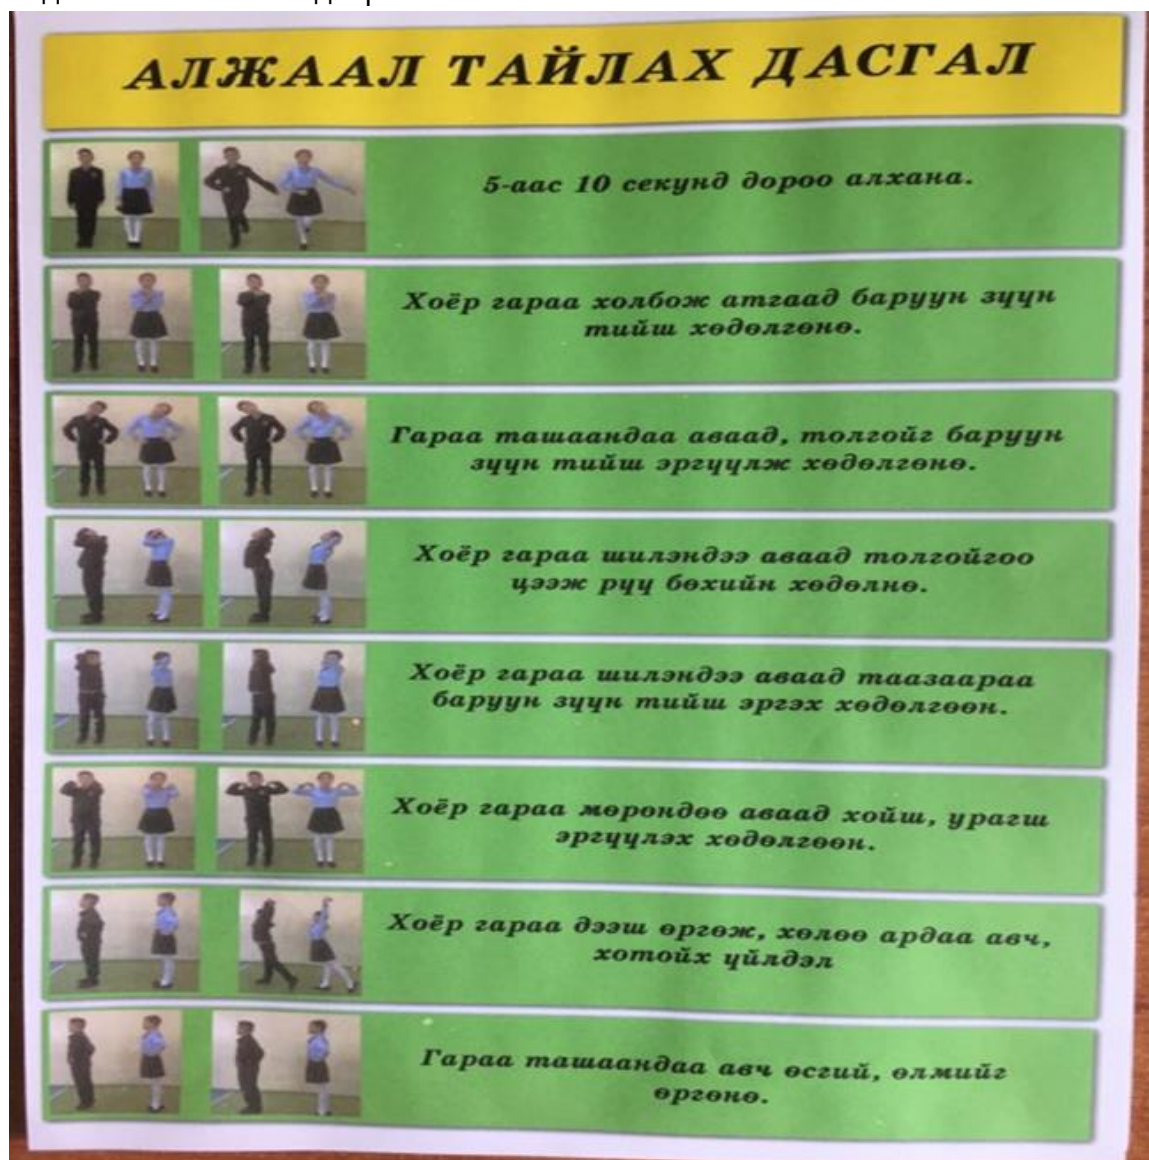 АЛЖААЛ ТАЙЛАХ ДАСГАЛ
5-аас 10 секунд дороо алхана.
Хоёр гараа холбож атгаад баруун зүүн
тийш хөдөлгөнө.
Гараа ташаандаа аваад, толгойг баруун
зүүн тийш эргүүлж хөдөлгөнө.
Хоёр гараа шилэндээ аваад толгойгоо
цээж рүү бөхийн хөдөлнө.
Хоёр гараа шилэндээ аваад таазаараа
баруун зүүн тийш эргэх хөдөлгөөн.
Хоёр гараа мөрөндөө аваад хойш, урагш
эргүүлэх хөдөлгөөн.
Хоёр гараа дээш өргөж, хөлөө ардаа авч,
хотойх үйлдэл
Гараа ташаандаа авч өсгий, өлмийг
өргөнө.